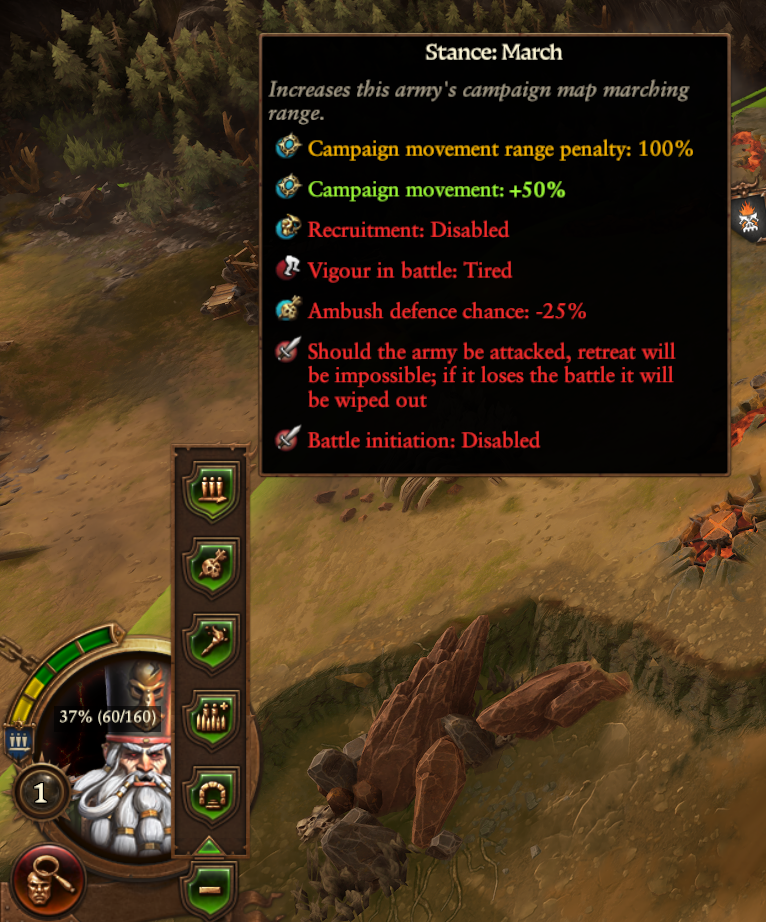 Stance: March
Increases this army's campaign map marching
range.
Campaign movement range penalty: 100%
Campaign movement: +50%
Recruitment: Disabled
Vigour in battle: Tired
Ambush defence chance: -25%
Should the army be attacked, retreat will
be impossible; if it loses the battle it will
be wiped out
Battle initiation: Disabled
37% (60/160)
1